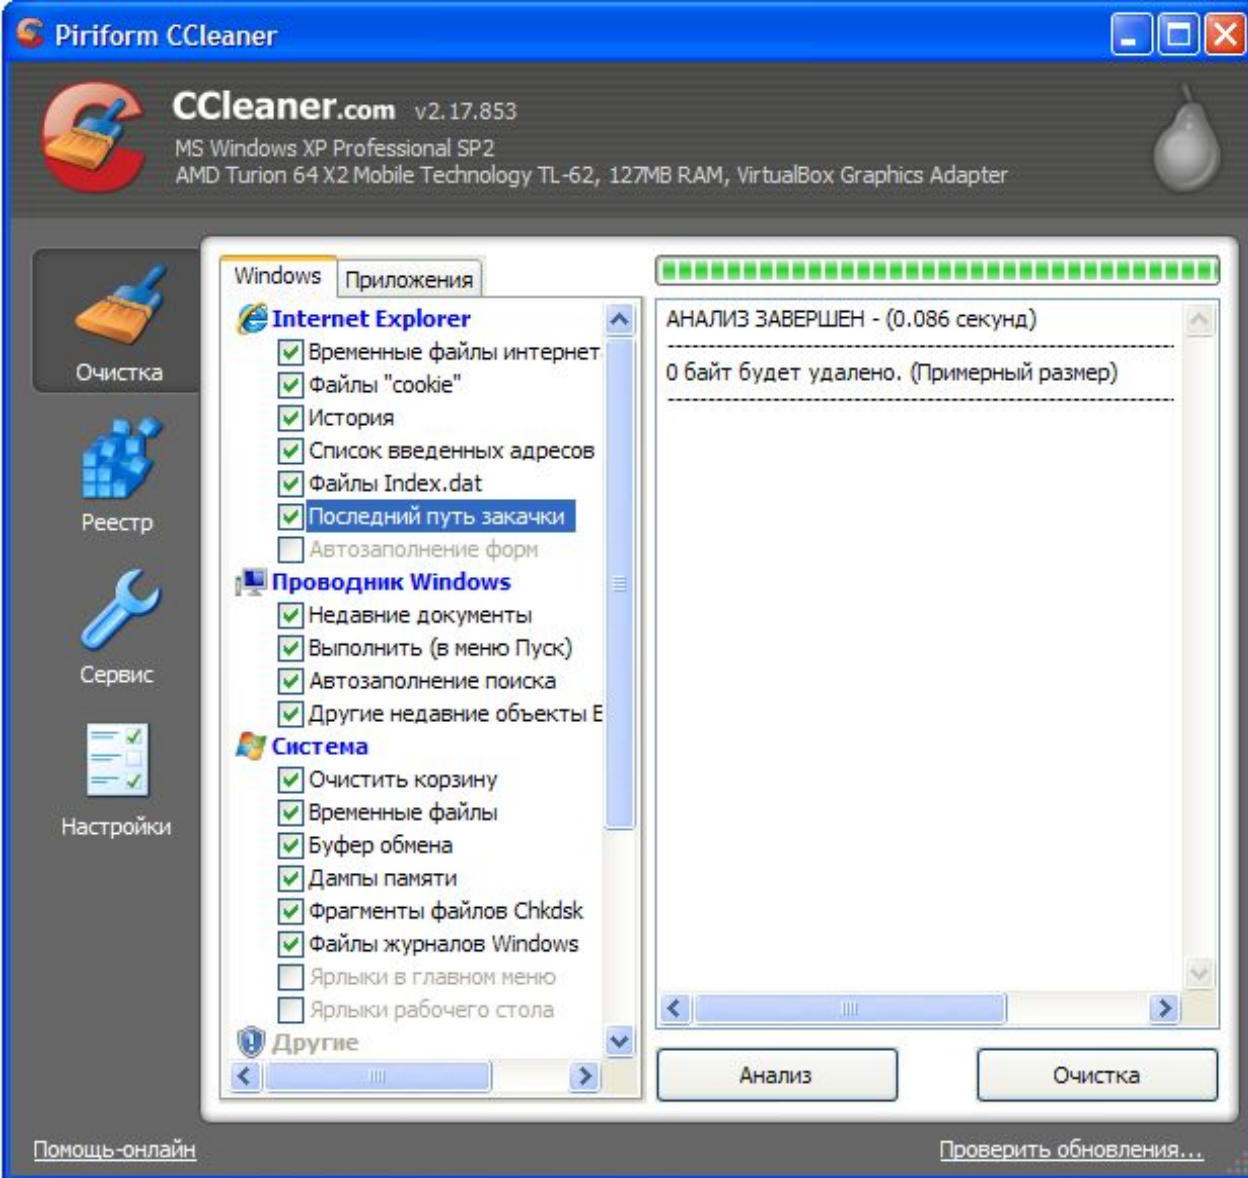 Piriform CCleaner
CCleaner.com v2.17.853
MS Windows XP Professional SP2
AMD Turion 64 X2 Mobile Technology TL-62, 127MB RAM, VirtualBox Graphics Adapter
Очистка
Реестр
Сервис
Настройки
Windows
Приложения
Internet Explorer
Временные файлы интернет
Файлы "cookie"
История
Список введенных адресов
Файлы Index.dat
Последний путь закачки
Автозаполнение форм
Проводник Windows
Недавние документы
Выполнить (в меню Пуск)
Автозаполнение поиска
Другие недавние объекты E
Система
Очистить корзину
Временные файлы
Буфер обмена
Дампы памяти
Фрагменты файлов Chkdsk
Файлы журналов Windows
Ярлыки в главном меню
Ярлыки рабочего стола
Другие
АНАЛИЗ ЗАВЕРШЕН - (0.086 секунд)
0 байт будет удалено. (Примерный размер)
Анализ
Очистка
Помощь-онлайн
Проверить обновления...